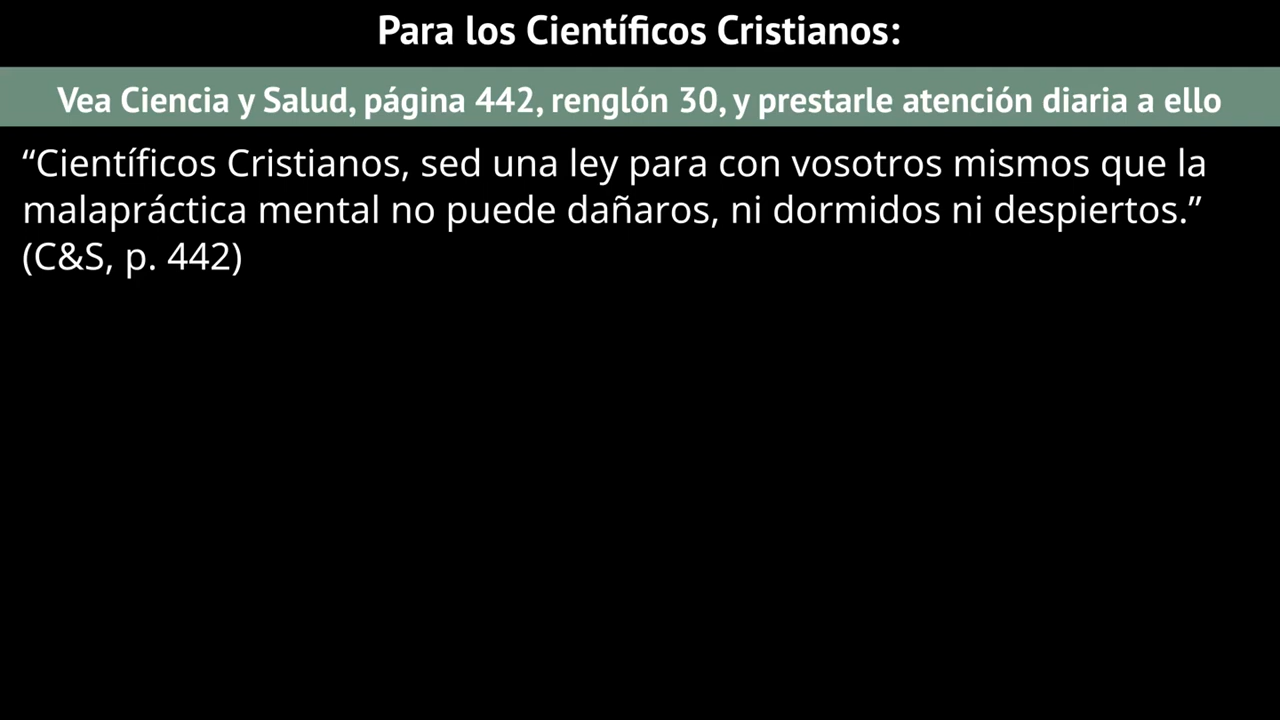 Para los Científicos Cristianos:
Vea Ciencia y Salud, página 442, renglón 30, y prestarle atención diaria a ello
“Científicos Cristianos, sed una ley para con vosotros mismos que la
malapráctica mental no puede dañaros, ni dormidos ni despiertos.”
(C&S, p. 442)